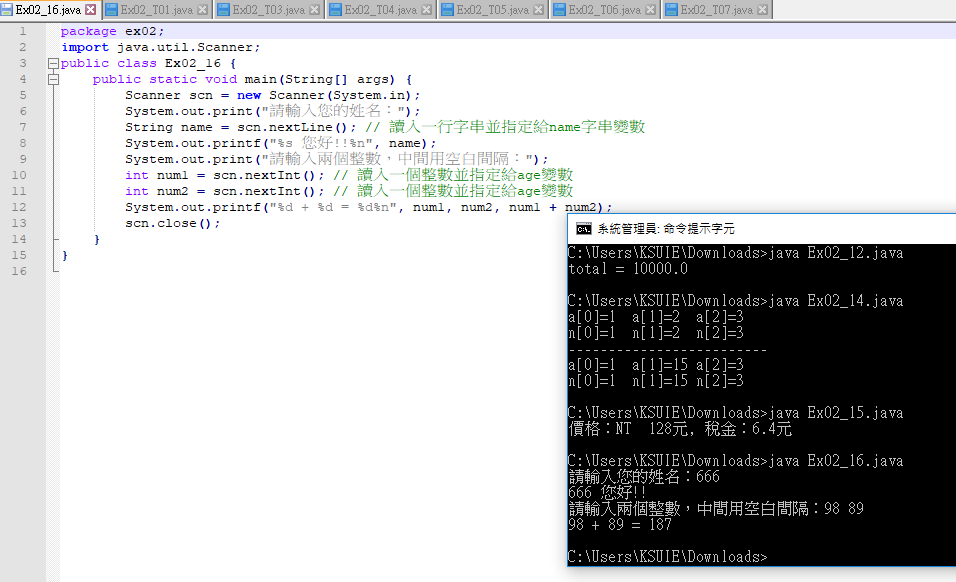 Ex02_16.java Ex02_T01.java Ex02_T03.java Ex02_T04.java Ex02_T05.java Ex02_T06.java Ex02_T07.java
1 package ex02;
2 import java.util.Scanner;
3 public class Ex02_16 {
4 public static void main(String[] args) {
5 Scanner scn = new Scanner(System.in);
6 System.out.print("請輸入您的姓名：");
7 String name = scn.nextLine(); // 讀入一行字串並指定給name字串變數
8 System.out.printf("%s 您好!!%n", name);
9 System.out.print("請輸入兩個整數，中間用空白間隔：");
10 int num1 = scn.nextInt(); // 讀入一個整數並指定給age變數
11 int num2 = scn.nextInt(); // 讀入一個整數並指定給age變數
12 System.out.printf("%d + %d = %d%n", num1, num2, num1 + num2);
13 scn.close();
14 }
15 }
16
系統管理員: 命令提示字元
C:\Users\KSUIE\Downloads>java Ex02_12.java
total = 10000.0
C:\Users\KSUIE\Downloads>java Ex02_14.java
a[0]=1 a[1]=2 a[2]=3
n[0]=1 n[1]=2 n[2]=3
-------------------------
a[0]=1 a[1]=15 a[2]=3
n[0]=1 n[1]=15 n[2]=3
C:\Users\KSUIE\Downloads>java Ex02_15.java
價格：NT 128元, 稅金：6.4元
C:\Users\KSUIE\Downloads>java Ex02_16.java
請輸入您的姓名：666
666 您好!!
請輸入兩個整數，中間用空白間隔：98 89
98 + 89 = 187
C:\Users\KSUIE\Downloads>